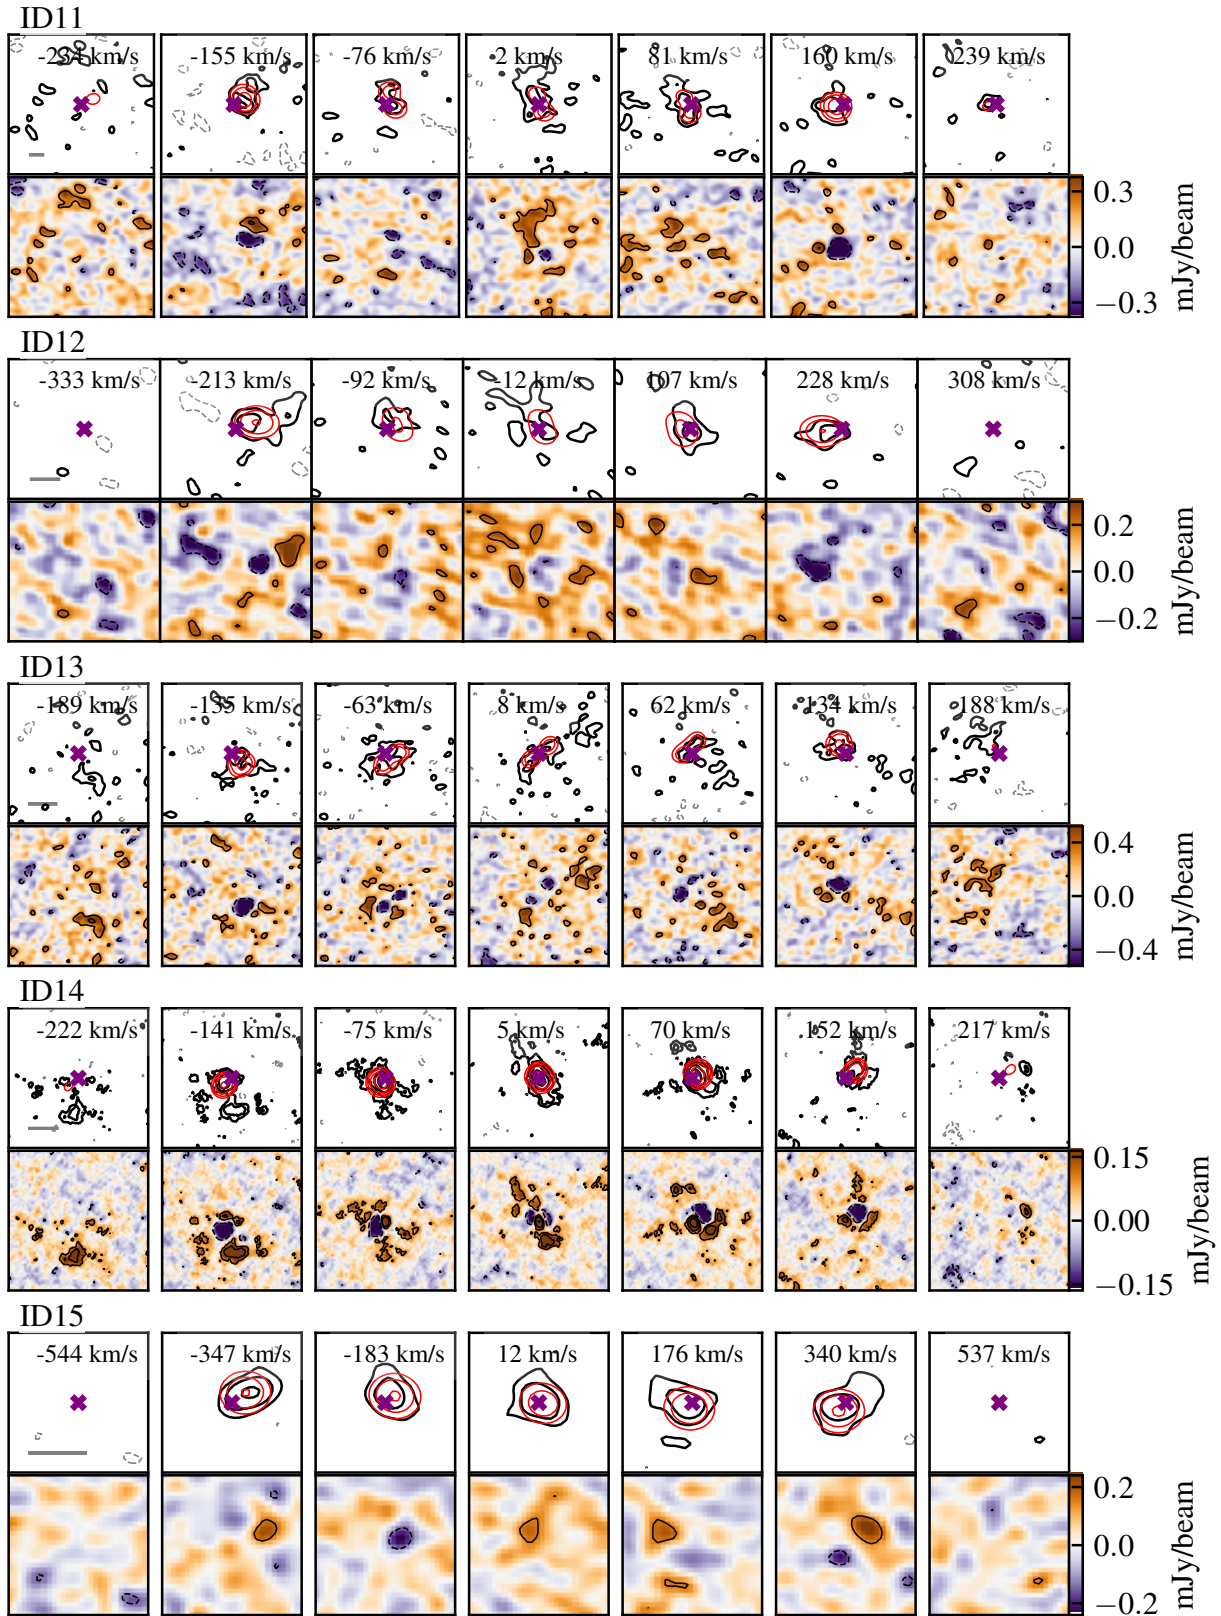 ID11
-234 km/s -155 km/s -76 km/s 2 km/s 81 km/s 160 km/s 239 km/s
0.3
0.0
−0.3
mJy/beam
ID12
-333 km/s -213 km/s -92 km/s -12 km/s 107 km/s 228 km/s 308 km/s
0.2
0.0
−0.2
mJy/beam
ID13
-189 km/s -135 km/s -63 km/s 8 km/s 62 km/s 134 km/s 188 km/s
0.4
0.0
−0.4
mJy/beam
ID14
-222 km/s -141 km/s -75 km/s 5 km/s 70 km/s 152 km/s 217 km/s
0.15
0.00
−0.15
mJy/beam
ID15
-544 km/s -347 km/s -183 km/s 12 km/s 176 km/s 340 km/s 537 km/s
0.2
0.0
−0.2
mJy/beam